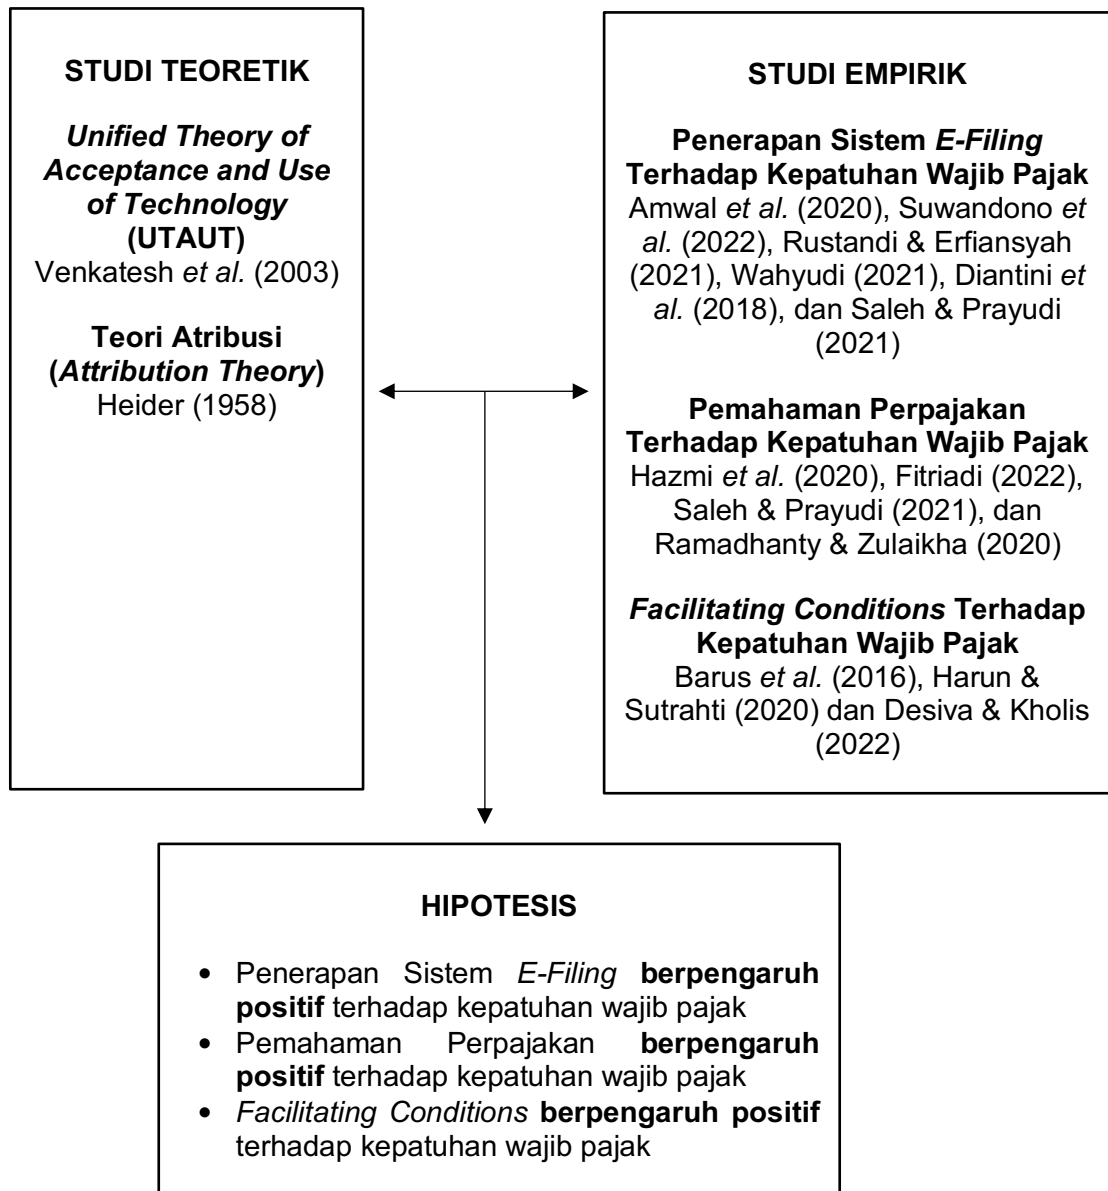 STUDI TEORETIK
Unified Theory of
Acceptance and Use
of Technology
(UTAUT)
Venkatesh et al. (2003)
Teori Atribusi
(Attribution Theory)
Heider (1958)
STUDI EMPIRIK
Penerapan Sistem E-Filing
Terhadap Kepatuhan Wajib Pajak
Amwal et al. (2020), Suwandono et
al. (2022), Rustandi & Erfiansyah
(2021), Wahyudi (2021), Diantini et
al. (2018), dan Saleh & Prayudi
(2021)
Pemahaman Perpajakan
Terhadap Kepatuhan Wajib Pajak
Hazmi et al. (2020), Fitriadi (2022),
Saleh & Prayudi (2021), dan
Ramadhanty & Zulaikha (2020)
Facilitating Conditions Terhadap
Kepatuhan Wajib Pajak
Barus et al. (2016), Harun &
Sutrahti (2020) dan Desiva & Kholis
(2022)
HIPOTESIS
• Penerapan Sistem E-Filing berpengaruh
positif terhadap kepatuhan wajib pajak
• Pemahaman Perpajakan berpengaruh
positif terhadap kepatuhan wajib pajak
• Facilitating Conditions berpengaruh positif
terhadap kepatuhan wajib pajak